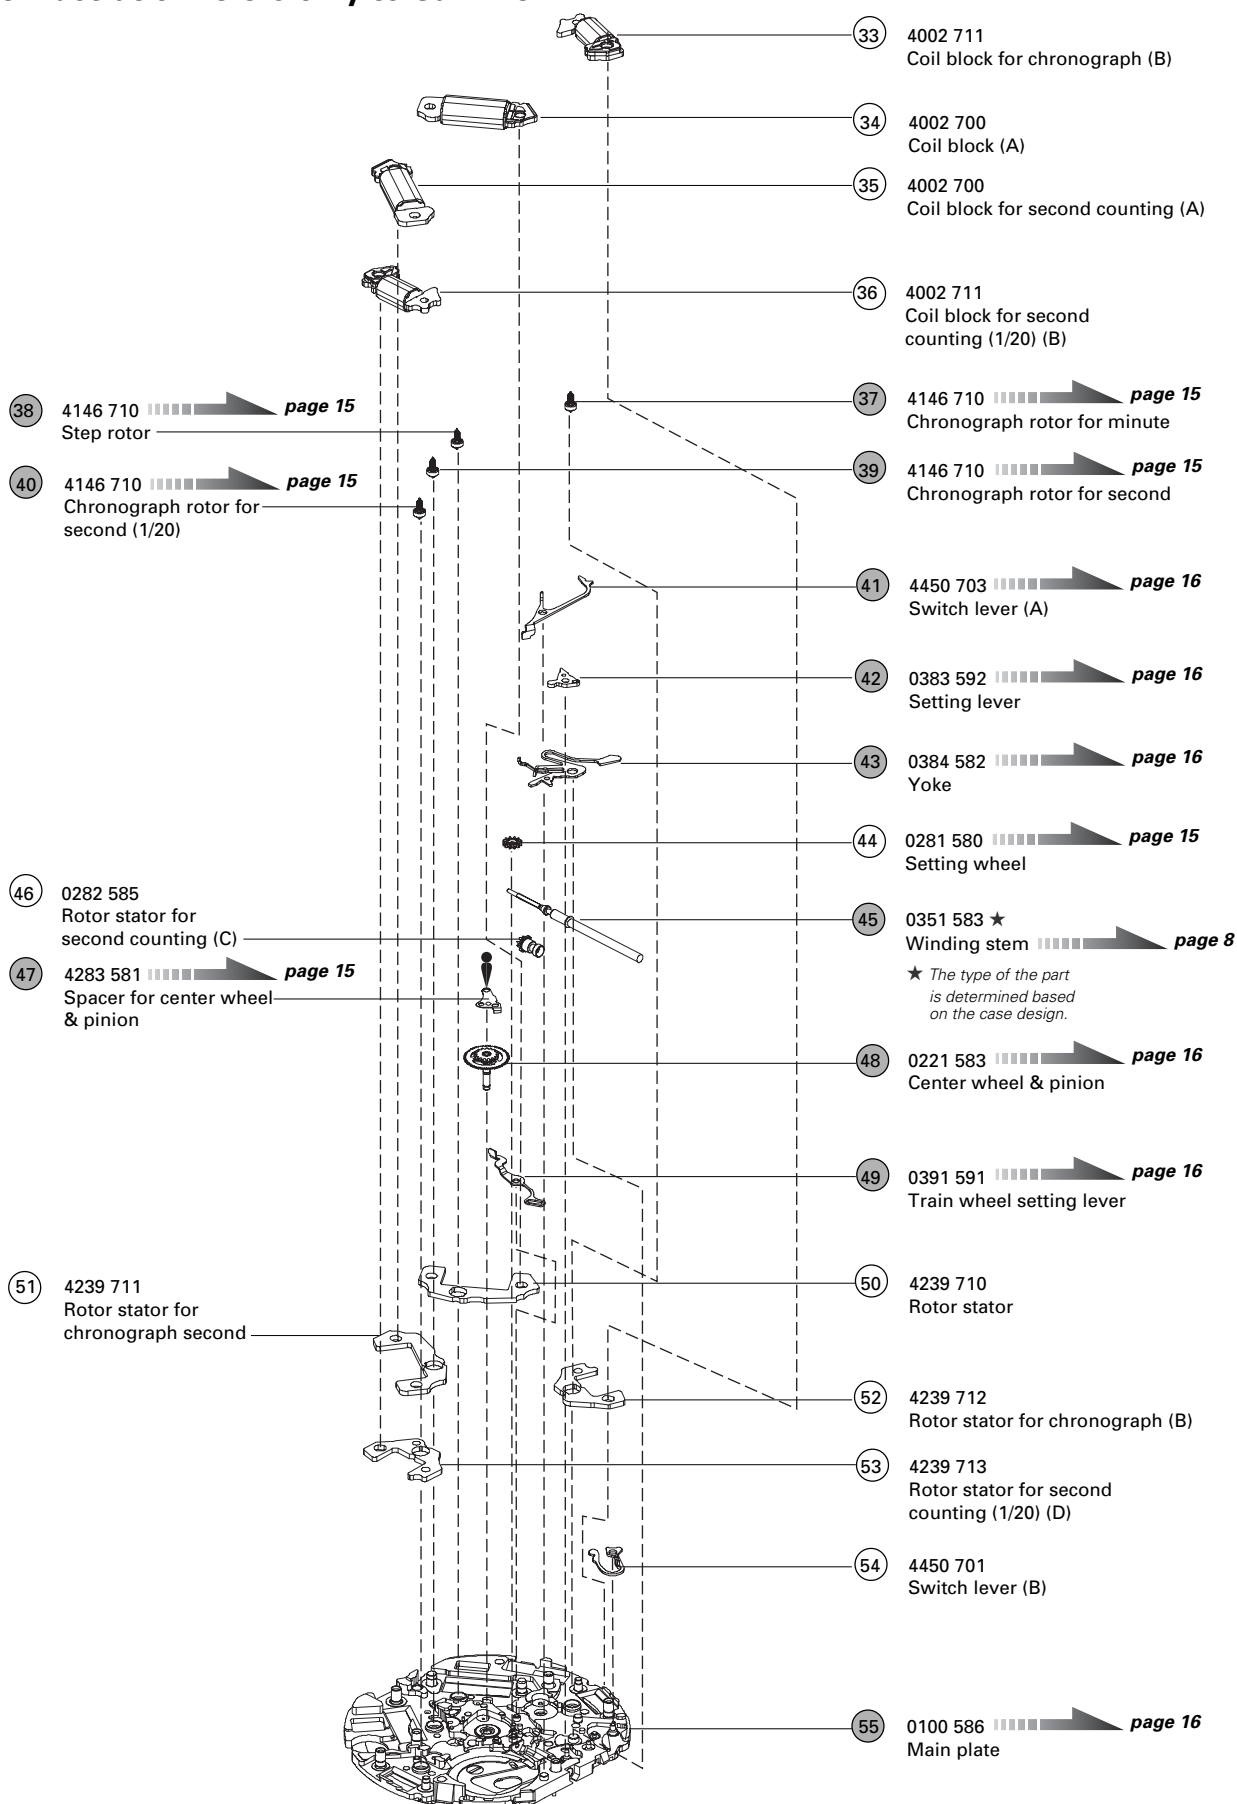 33 4002 711
Coil block for chronograph (B)
34 4002 700
Coil block (A)
35 4002 700
Coil block for second counting (A)
36 4002 711
Coil block for second
counting (1/20) (B)
38 4146 710 page 15
Step rotor
37 4146 710 page 15
Chronograph rotor for minute
40 4146 710 page 15
Chronograph rotor for
second (1/20)
39 4146 710 page 15
Chronograph rotor for second
41 4450 703 page 16
Switch lever (A)
42 0383 592 page 16
Setting lever
43 0384 582 page 16
Yoke
44 0281 580 page 15
Setting wheel
46 0282 585
Rotor stator for
second counting (C)
45 0351 583 ★
Winding stem page 8
★ The type of the part
is determined based
on the case design.
47 4283 581 page 15
Spacer for center wheel
& pinion
48 0221 583 page 16
Center wheel & pinion
49 0391 591 page 16
Train wheel setting lever
51 4239 711
Rotor stator for
chronograph second
50 4239 710
Rotor stator
52 4239 712
Rotor stator for chronograph (B)
53 4239 713
Rotor stator for second
counting (1/20) (D)
54 4450 701
Switch lever (B)
55 0100 586 page 16
Main plate